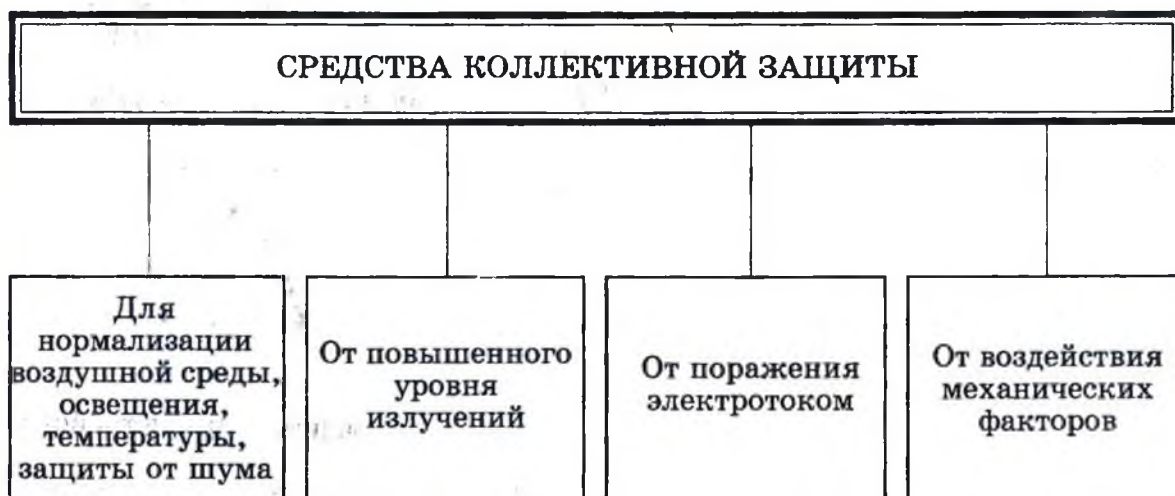 СРЕДСТВА КОЛЛЕКТИВНОЙ ЗАЩИТЫ
Для
нормализации
воздушной среды,
освещения,
температуры,
защиты от шума
От повышенного
уровня
излучений
От поражения
электротоком
От воздействия
механических
факторов